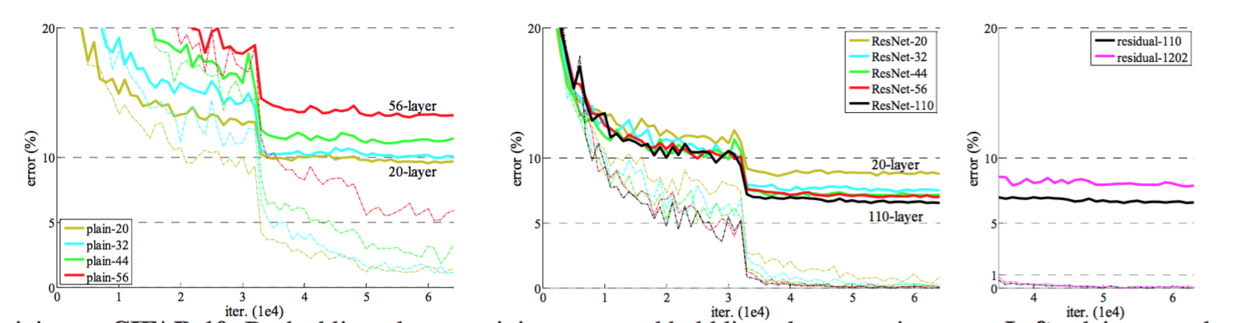 20
10
5
0
error (%)
56-layer
20-layer
plain-20
plain-32
plain-44
plain-56
0 1 2 3 4 5 6
iter. (1e4)
20
10
5
0
error (%)
ResNet-20
ResNet-32
ResNet-44
ResNet-56
ResNet-110
20-layer
110-layer
0 1 2 3 4 5 6
iter. (1e4)
20
10
5
1
0
error (%)
residual-110
residual-1202
4 5 6
iter. (1e4)
CIFAR-10